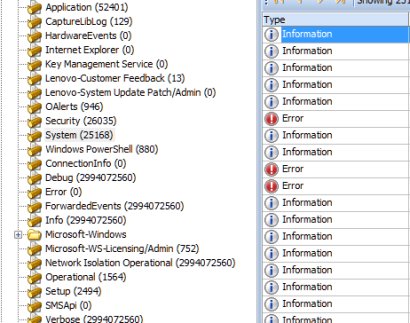 Application (52401)
CaptureLibLog (129)
HardwareEvents (0)
Internet Explorer (0)
Key Management Service (0)
Lenovo-Customer Feedback (13)
Lenovo-System Update Patch/Admin (0)
OAlerts (946)
Security (26035)
System (25168)
Windows PowerShell (880)
ConnectionInfo (0)
Debug (2994072560)
Error (0)
ForwardedEvents (2994072560)
Info (2994072560)
Microsoft-Windows
Microsoft-WS-Licensing/Admin (752)
Network Isolation Operational (2994072560)
Operational (1564)
Setup (2494)
SMSApi (0)
Verbose (2994072560)
Showing 251
Type
Information
Information
Information
Information
Information
Error
Information
Information
Error
Error
Information
Information
Information
Information
Information
Information
Information
Information